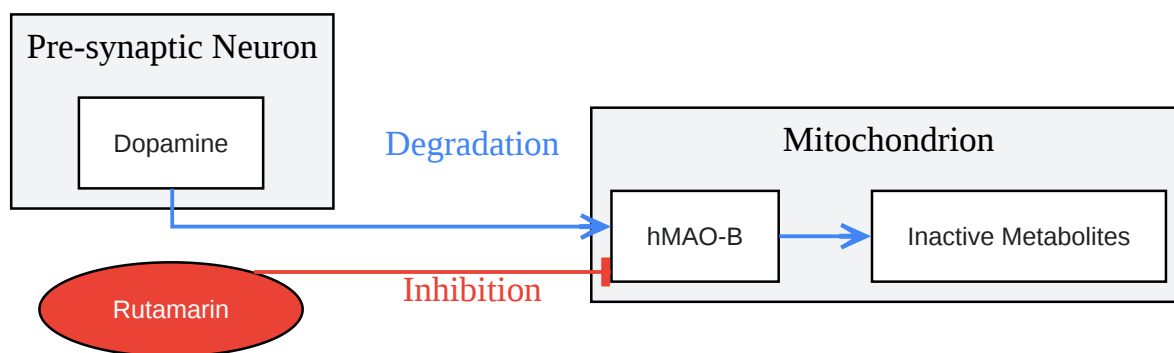 Pre-synaptic Neuron
Dopamine
Degradation
Mitochondrion
hMAO-B
Inactive Metabolites
Inhibition
Rutamarin